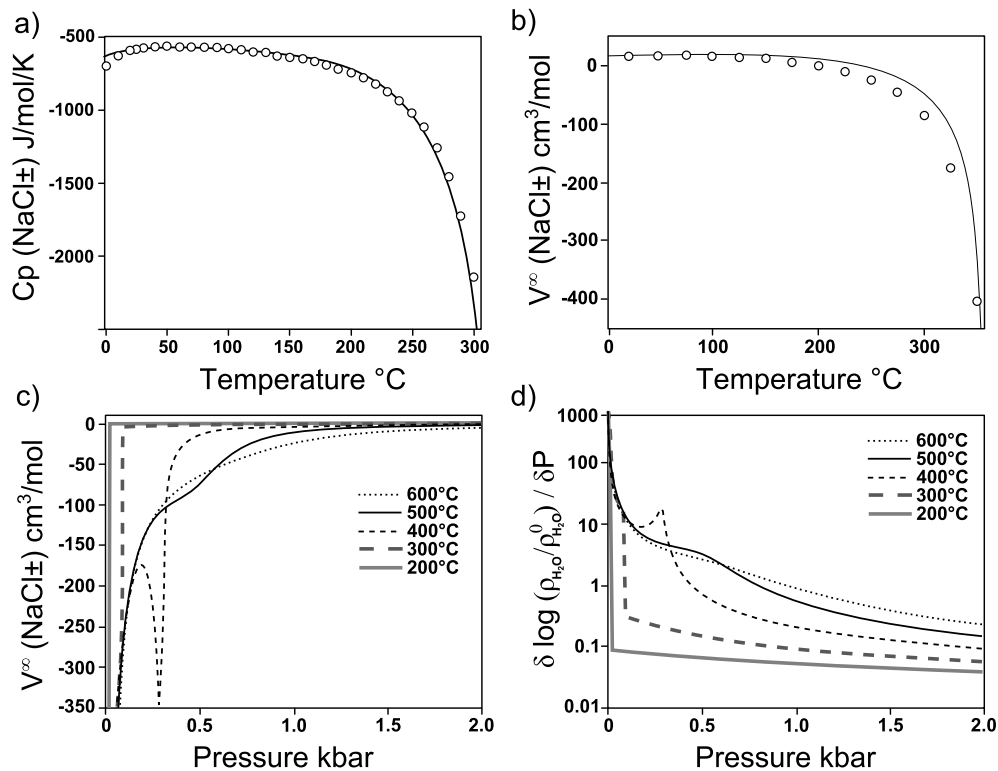 a)
Cp (NaCl±) J/mol/K
-500
-1000
-1500
-2000
0
50
100
150
200
250
300
Temperature °C
b)
V∞ (NaCl±) cm³/mol
0
-100
-200
-300
-400
0
100
200
300
Temperature °C
c)
V∞ (NaCl±) cm³/mol
0
-50
-100
-150
-200
-250
-300
-350
600°C
500°C
400°C
300°C
200°C
0
0.5
1.0
1.5
2.0
Pressure kbar
d)
δ log (ρH₂O/ρ⁰H₂O) / δP
1000
100
10
1
0.1
0.01
600°C
500°C
400°C
300°C
200°C
0
0.5
1.0
1.5
2.0
Pressure kbar